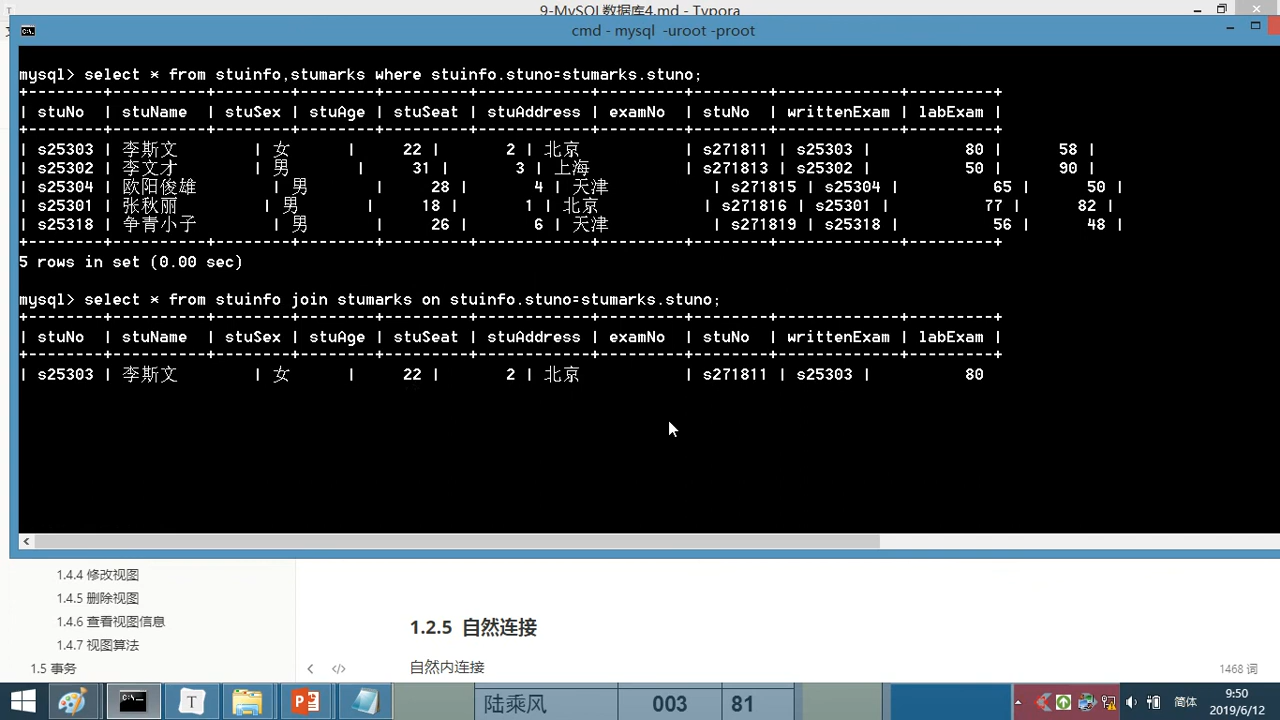 9-MySQL数据库4.md - Typora
cmd - mysql -uroot -proot
mysql> select * from stuinfo,stumarks where stuinfo.stuno=stumarks.stuno;
+--------+----------+--------+--------+---------+------------+---------+--------+-------------+---------+
| stuNo | stuName | stuSex | stuAge | stuSeat | stuAddress | examNo | stuNo | writtenExam | labExam |
+--------+----------+--------+--------+---------+------------+---------+--------+-------------+---------+
| s25303 | 李斯文 | 女 | 22 | 2 | 北京 | s271811 | s25303 | 80 | 58 |
| s25302 | 李文才 | 男 | 31 | 3 | 上海 | s271813 | s25302 | 50 | 90 |
| s25304 | 欧阳俊雄 | 男 | 28 | 4 | 天津 | s271815 | s25304 | 65 | 50 |
| s25301 | 张秋丽 | 男 | 18 | 1 | 北京 | s271816 | s25301 | 77 | 82 |
| s25318 | 争青小子 | 男 | 26 | 6 | 天津 | s271819 | s25318 | 56 | 48 |
+--------+----------+--------+--------+---------+------------+---------+--------+-------------+---------+
5 rows in set (0.00 sec)
mysql> select * from stuinfo join stumarks on stuinfo.stuno=stumarks.stuno;
+--------+----------+--------+--------+---------+------------+---------+--------+-------------+---------+
| stuNo | stuName | stuSex | stuAge | stuSeat | stuAddress | examNo | stuNo | writtenExam | labExam |
+--------+----------+--------+--------+---------+------------+---------+--------+-------------+---------+
| s25303 | 李斯文 | 女 | 22 | 2 | 北京 | s271811 | s25303 | 80
1.4.4 修改视图
1.4.5 删除视图
1.4.6 查看视图信息
1.4.7 视图算法
1.5 事务
1.2.5 自然连接
自然内连接
1468 词
陆乘风 003 81
简体
9:50
2019/6/12